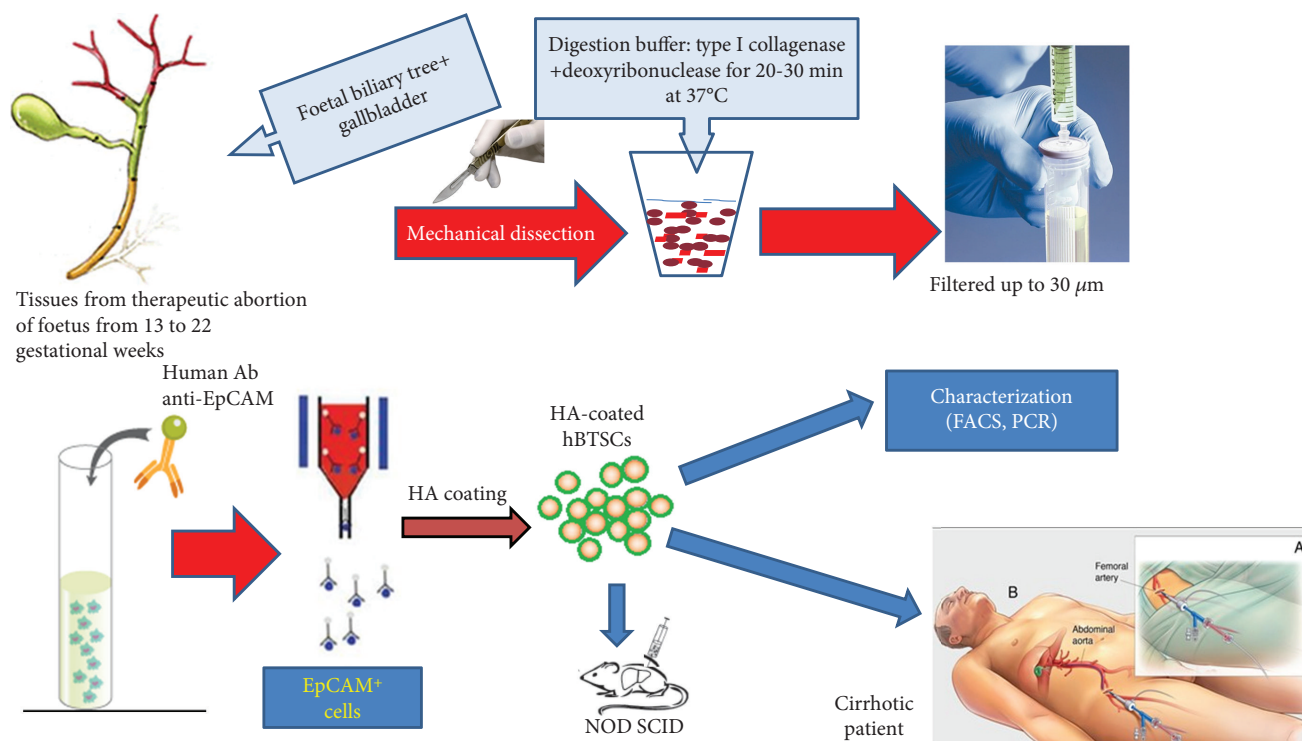 Foetal biliary tree+
gallbladder
Digestion buffer: type I collagenase
+deoxyribonuclease for 20-30 min
at 37°C
Mechanical dissection
Tissues from therapeutic abortion
of foetus from 13 to 22
gestational weeks
Filtered up to 30 μm
Human Ab
anti-EpCAM
HA coating
HA-coated
hBTSCs
Characterization
(FACS, PCR)
EpCAM⁺
cells
NOD SCID
Cirrhotic
patient
A
Femoral
artery
B
Abdominal
aorta